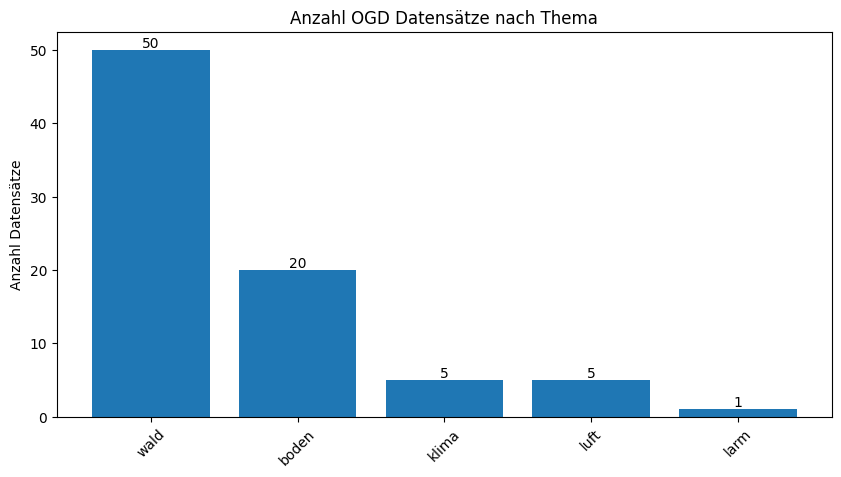 Anzahl OGD Datensätze nach Thema
Anzahl Datensätze
50
40
30
20
10
0
50
20
5
5
1
wald
boden
klima
luft
larm